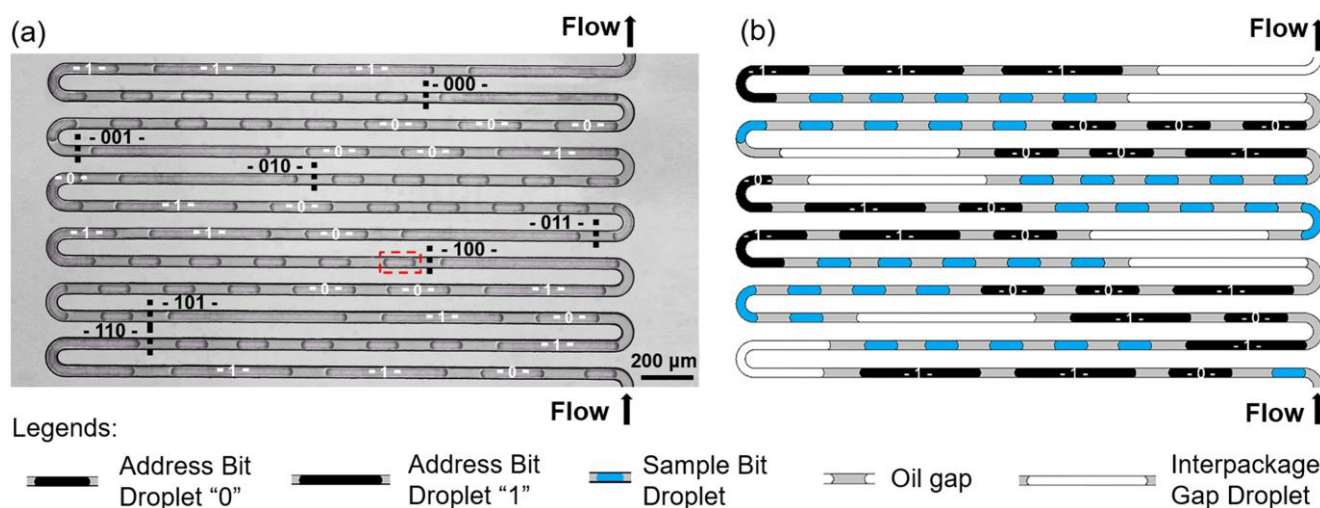 (a)
Flow
- 1 - - 1 - - 1 -
- 000 -
- 0 - - 0 - - 0 -
- 001 -
- 0 - - 0 - - 1 -
- 010 -
- 0 -
- 1 - - 0 -
- 011 -
- 1 - - 1 - - 0 -
- 100 -
- 0 - - 0 - - 1 -
- 101 -
- 1 - - 0 -
- 110 -
200 µm
- 1 - - 1 - - 0 -
Flow
(b)
Flow
- 1 - - 1 - - 1 -
- 0 - - 0 - - 0 -
- 0 - - 0 - - 1 -
- 0 -
- 1 - - 0 -
- 1 - - 1 - - 0 -
- 0 - - 0 - - 1 -
- 1 - - 0 -
- 1 -
- 1 - - 1 - - 0 -
Flow
Legends:
Address Bit
Droplet “0”
Address Bit
Droplet “1”
Sample Bit
Droplet
Oil gap
Interpackage
Gap Droplet